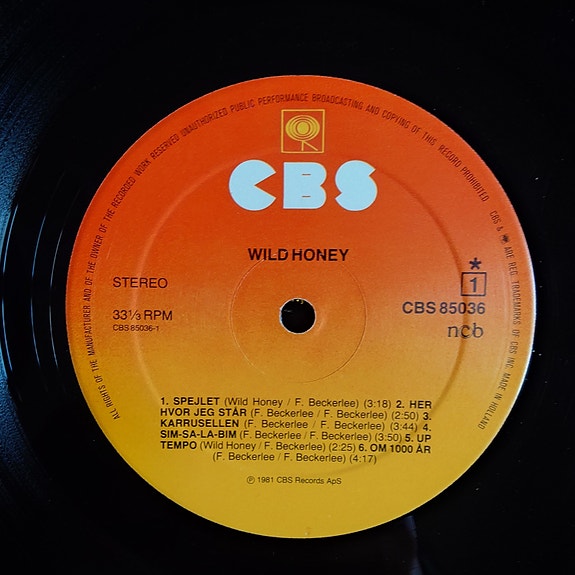 ALL RIGHTS OF THE MANUFACTURER AND OF THE OWNER OF THE RECORDED WORK RESERVED UNAUTHORIZED PUBLIC PERFORMANCE BROADCASTING AND COPYING OF THIS RECORD PROHIBITED
CBS & ARE REG. TRADEMARKS OF CBS INC. MADE IN HOLLAND
CBS
WILD HONEY
STEREO
*
1
33⅓ RPM
CBS 85036
CBS 85036-1
ncb
1. SPEJLET (Wild Honey / F. Beckerlee) (3:18) 2. HER
HVOR JEG STÅR (F. Beckerlee / F. Beckerlee) (2:50) 3.
KARRUSELLEN (F. Beckerlee / F. Beckerlee) (3:44) 4.
SIM-SA-LA-BIM (F. Beckerlee / F. Beckerlee) (3:50) 5. UP
TEMPO (Wild Honey / F. Beckerlee) (2:25) 6. OM 1000 ÅR
(F. Beckerlee / F. Beckerlee) (4:17)
℗ 1981 CBS Records ApS